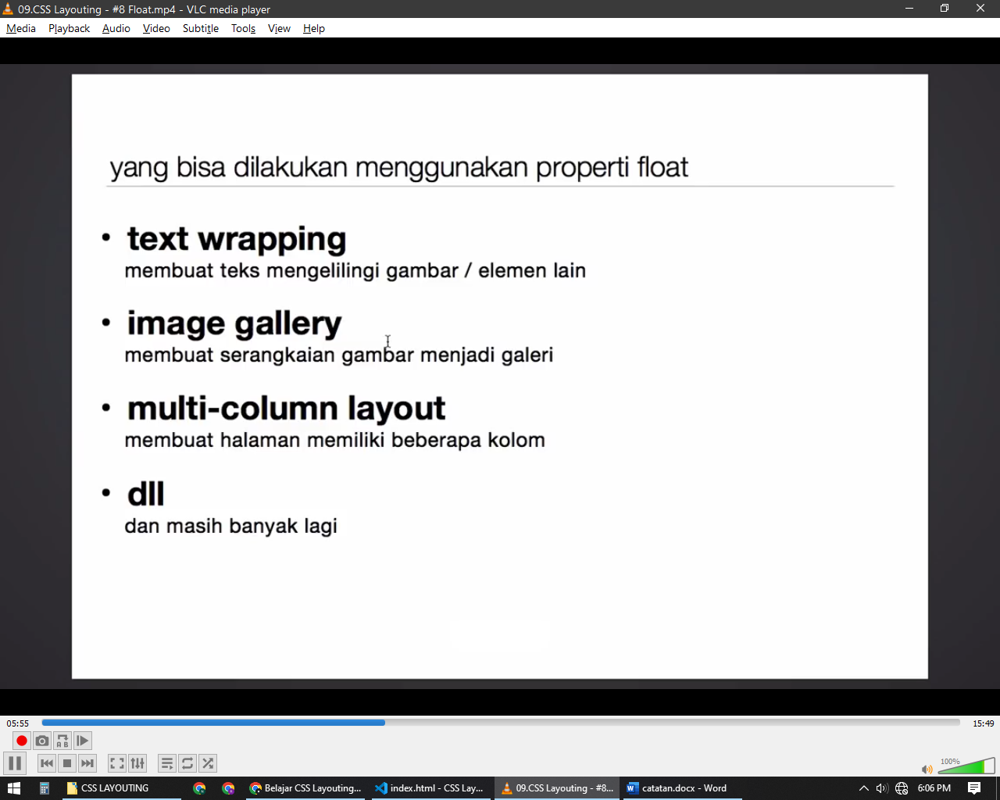 09.CSS Layouting - #8 Float.mp4 - VLC media player
Media Playback Audio Video Subtitle Tools View Help
yang bisa dilakukan menggunakan properti float
• text wrapping
membuat teks mengelilingi gambar / elemen lain
• image gallery
membuat serangkaian gambar menjadi galeri
• multi-column layout
membuat halaman memiliki beberapa kolom
• dll
dan masih banyak lagi
05:55 15:49
A B
100%
CSS LAYOUTING Belajar CSS Layouting... index.html - CSS Lay... 09.CSS Layouting - #8... catatan.docx - Word 6:06 PM